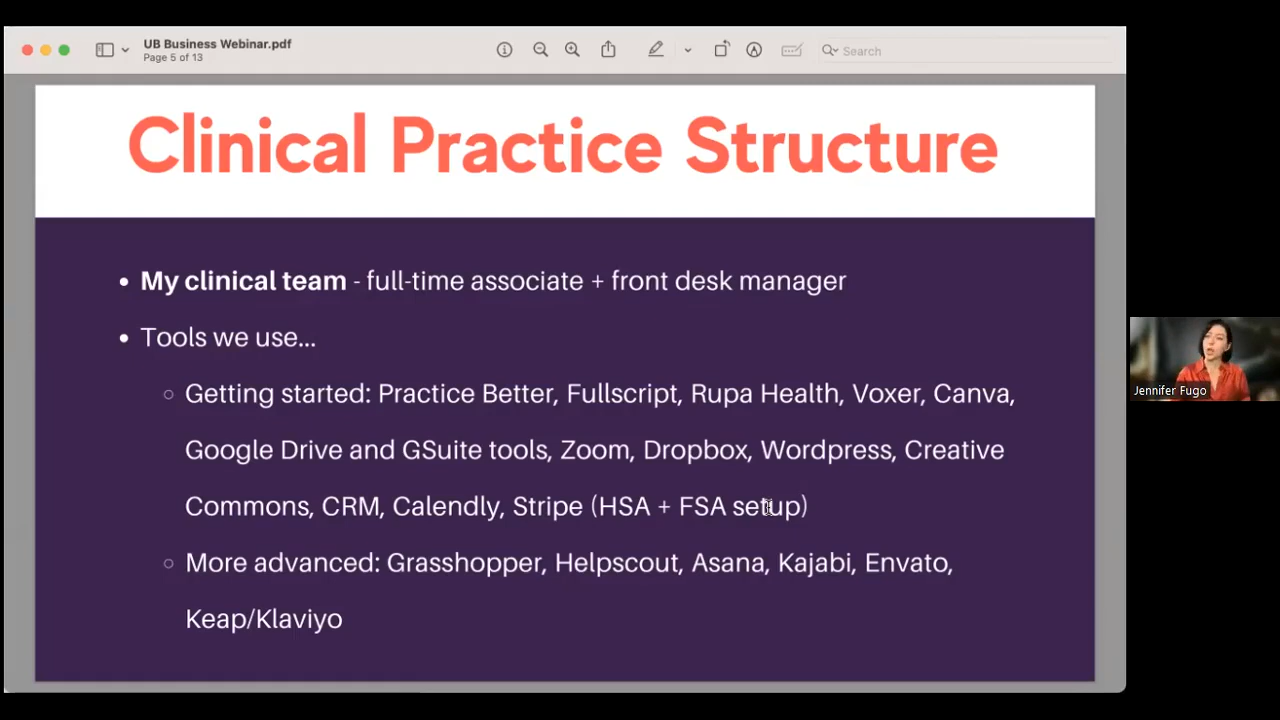 UB Business Webinar.pdf
Page 5 of 13
Search
Clinical Practice Structure
• My clinical team - full-time associate + front desk manager
• Tools we use...
○ Getting started: Practice Better, Fullscript, Rupa Health, Voxer, Canva,
Google Drive and GSuite tools, Zoom, Dropbox, Wordpress, Creative
Commons, CRM, Calendly, Stripe (HSA + FSA setup)
○ More advanced: Grasshopper, Helpscout, Asana, Kajabi, Envato,
Keap/Klaviyo
Jennifer Fugo